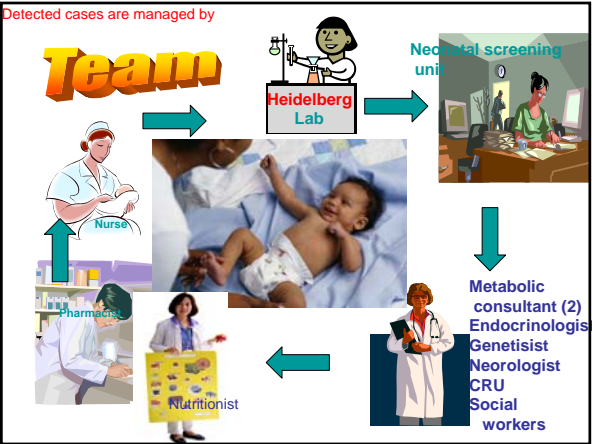 Detected cases are managed by
Team
Heidelberg
Lab
Neonatal screening
unit
Metabolic
consultant (2)
Endocrinologis
Genetisist
Neorologist
CRU
Social
workers
Nutritionist
Pharmacist
Nurse